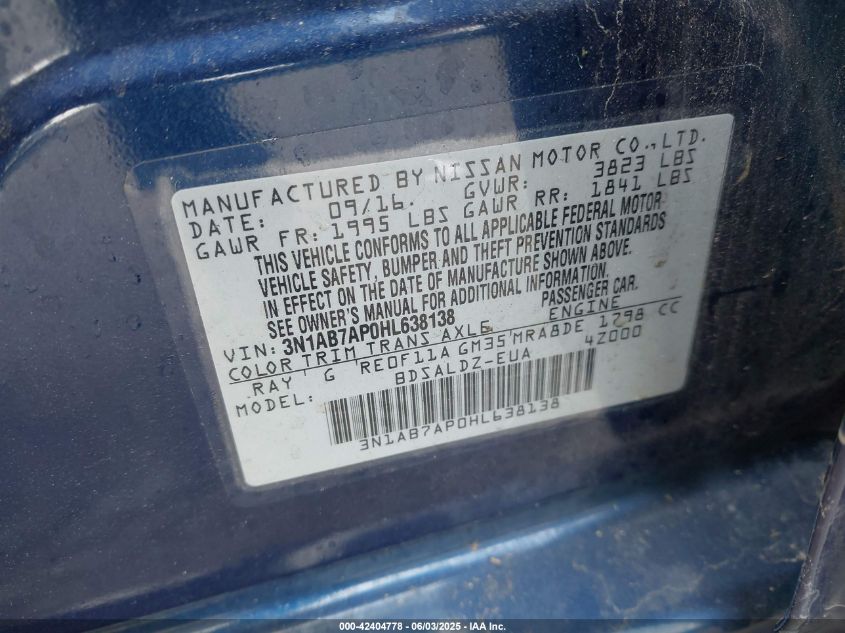 MANUFACTURED BY NISSAN MOTOR CO.,LTD.
DATE: 09/16. GVWR: 3823 LBS
GAWR FR: 1995 LBS GAWR RR: 1841 LBS
THIS VEHICLE CONFORMS TO ALL APPLICABLE FEDERAL MOTOR
VEHICLE SAFETY, BUMPER AND THEFT PREVENTION STANDARDS
IN EFFECT ON THE DATE OF MANUFACTURE SHOWN ABOVE.
SEE OWNER'S MANUAL FOR ADDITIONAL INFORMATION.
VIN: 3N1AB7AP0HL638138 PASSENGER CAR.
COLOR TRIM TRANS AXLE ENGINE
RAY G RE0F11A GM35 MRA8DE 1798 CC
MODEL: BDSALDZ-EUA 4Z000
3N1AB7AP0HL638138
000-42404778 - 06/03/2025 - IAA Inc.